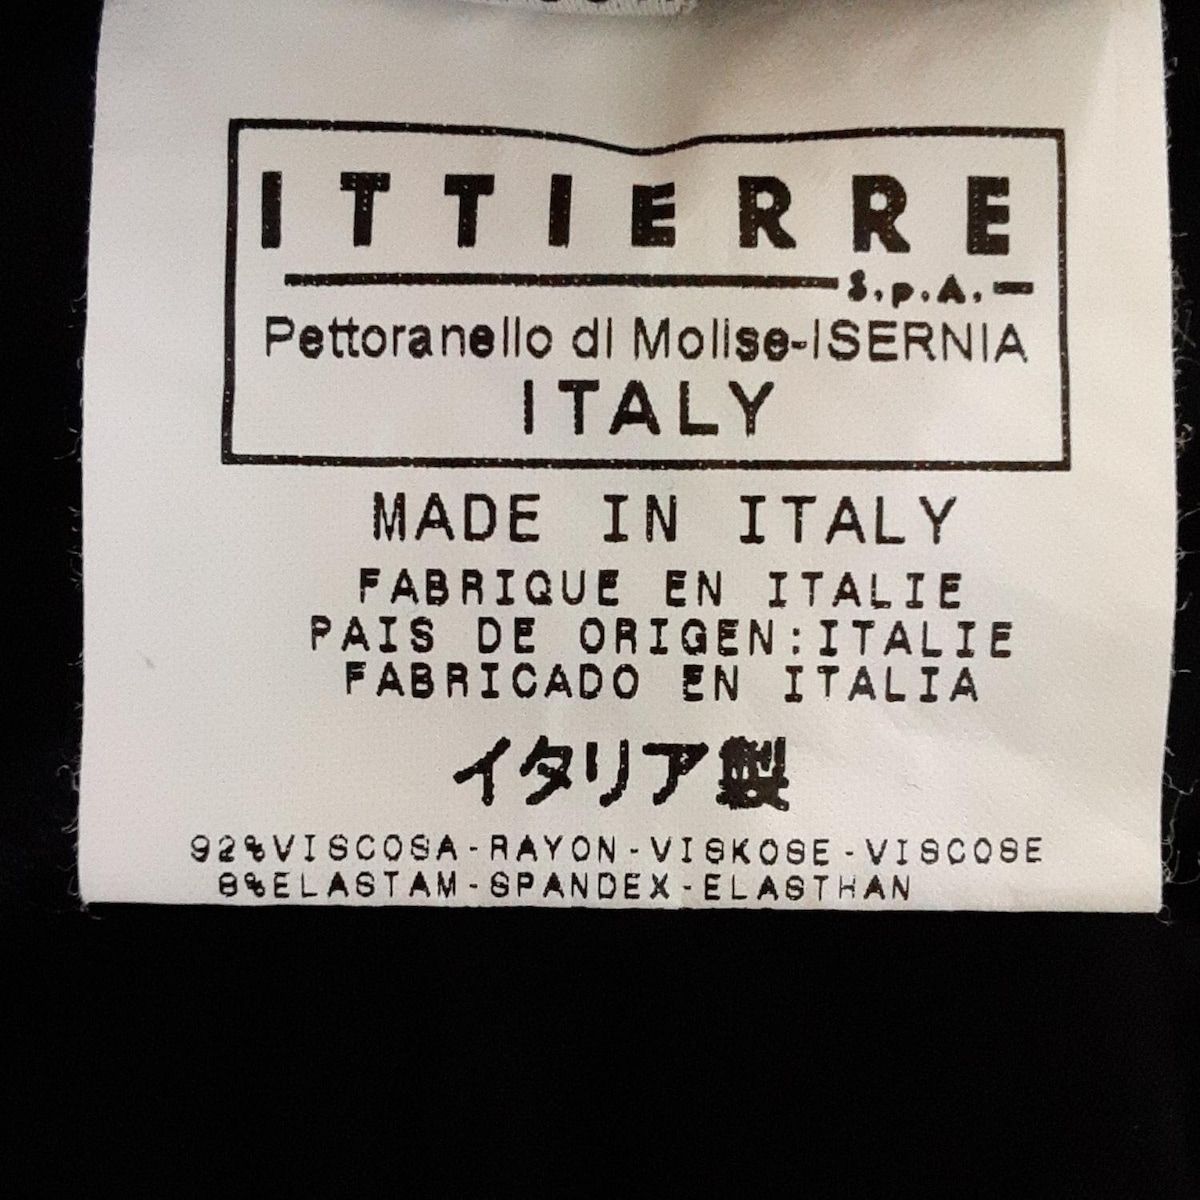 ITTIERRE
S.p.A.
Pettoranello di Molise-ISERNIA
ITALY
MADE IN ITALY
FABRIQUE EN ITALIE
PAIS DE ORIGEN:ITALIE
FABRICADO EN ITALIA
イタリア製
92%VISCOSA-RAYON-VISKOSE-VISCOSE
8%ELASTAM-SPANDEX-ELASTHAN